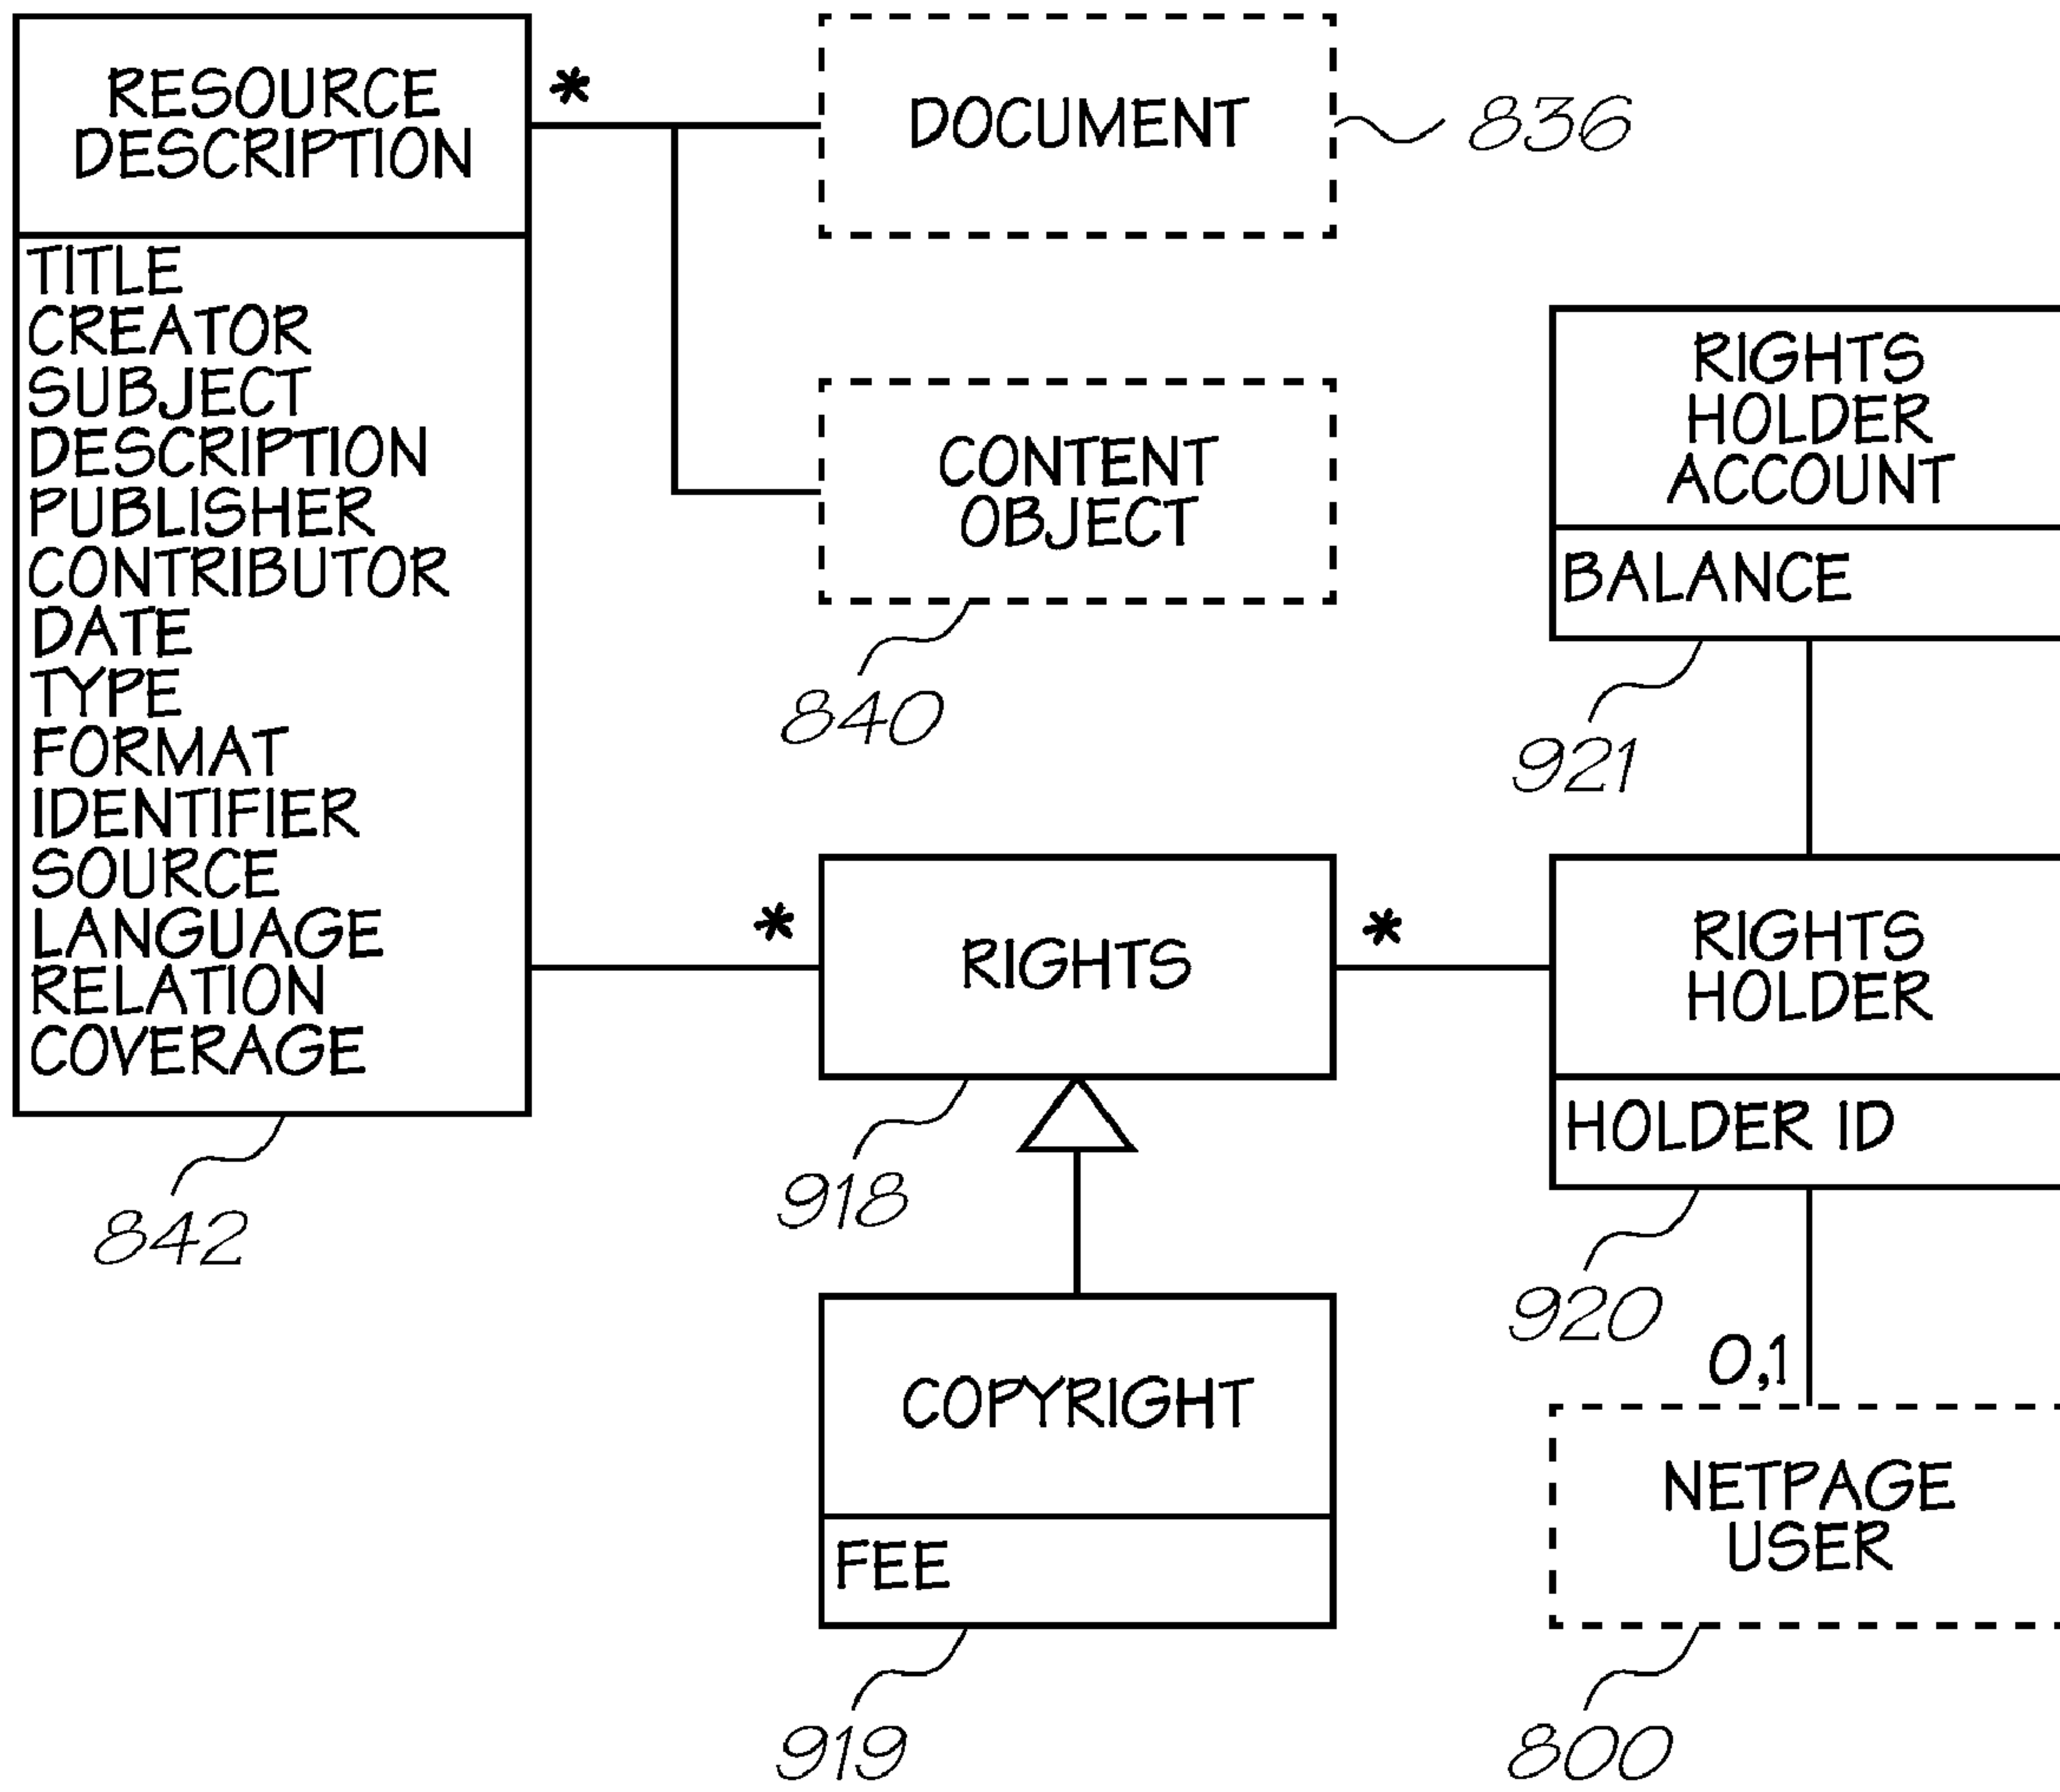 RESOURCE
DESCRIPTION
*
TITLE
CREATOR
SUBJECT
DESCRIPTION
PUBLISHER
CONTRIBUTOR
DATE
TYPE
FORMAT
IDENTIFIER
SOURCE
LANGUAGE
RELATION
COVERAGE
842
DOCUMENT
836
CONTENT
OBJECT
840
RIGHTS
HOLDER
ACCOUNT
BALANCE
921
*
RIGHTS
*
918
RIGHTS
HOLDER
HOLDER ID
920
COPYRIGHT
FEE
919
0,1
NETPAGE
USER
800